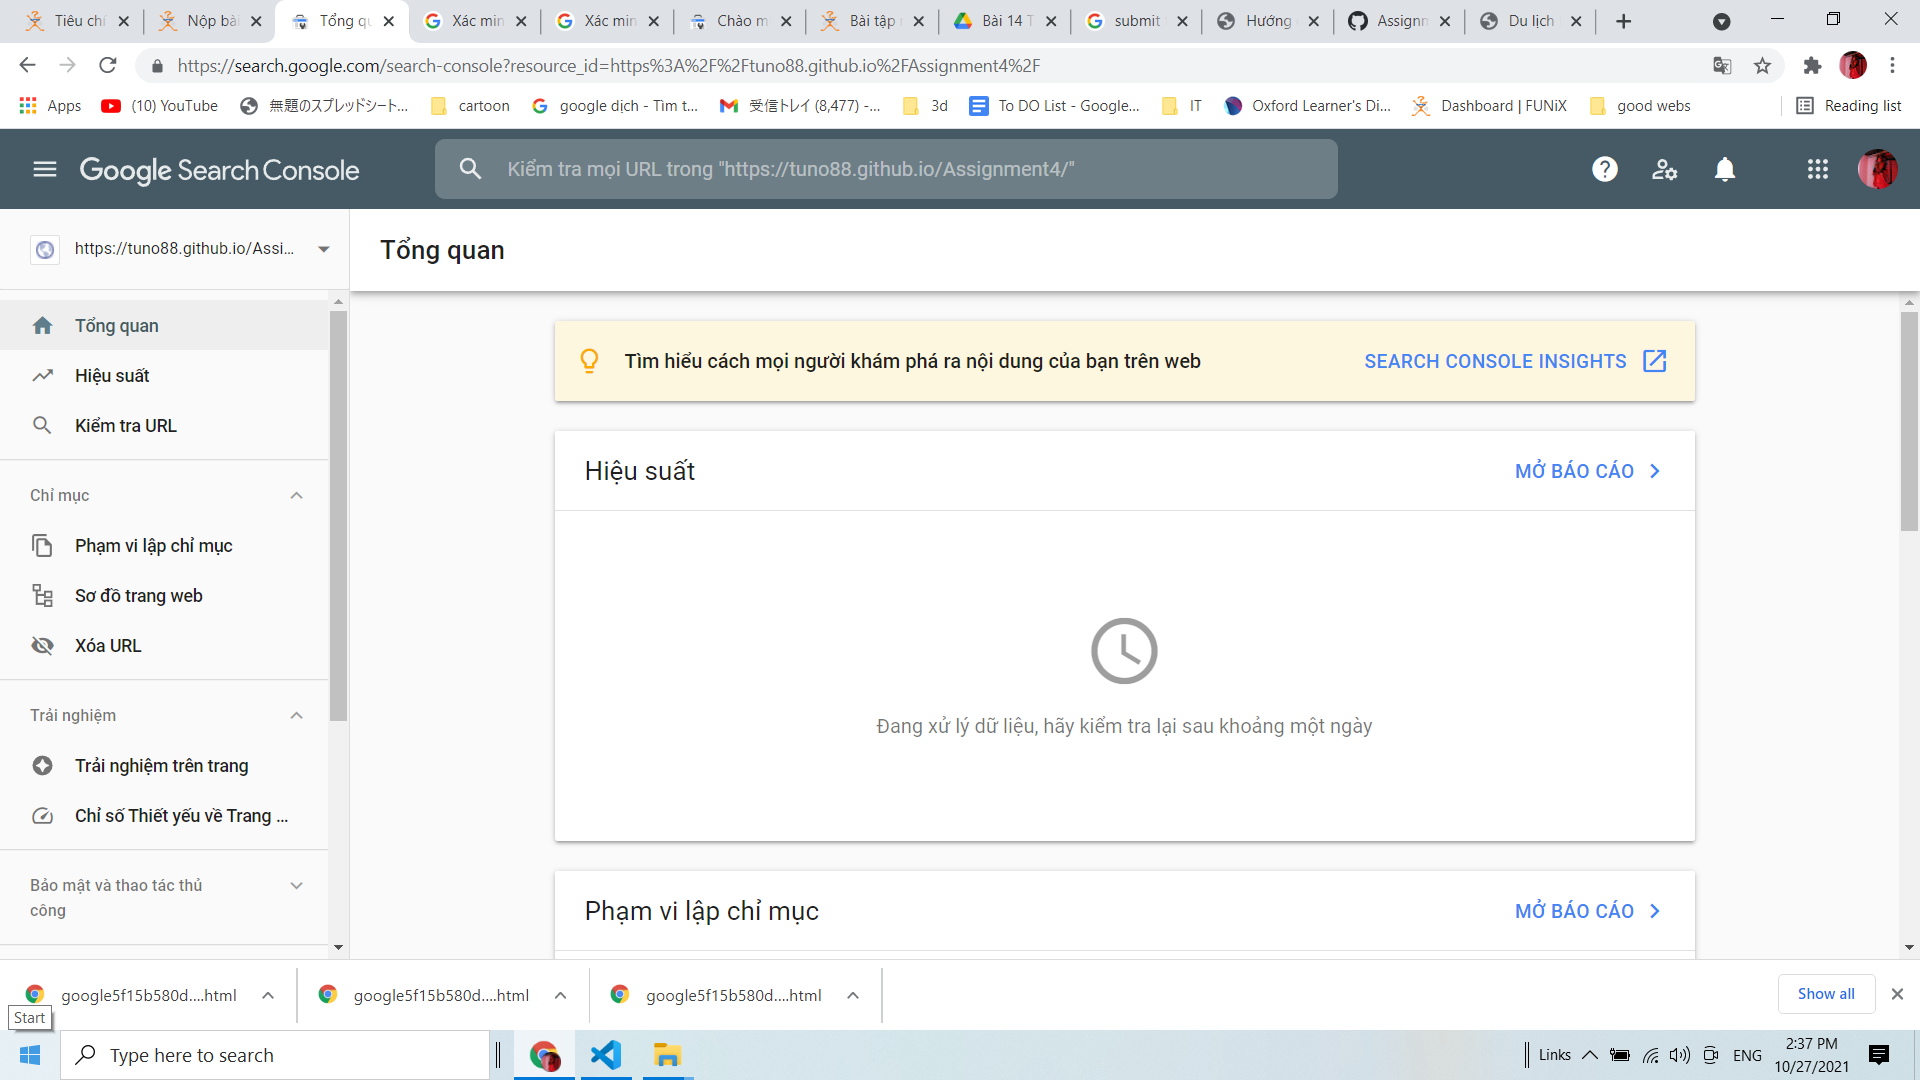 Tiêu chí
Nộp bài
Tổng qu
Xác min
Xác min
Chào m
Bài tập
Bài 14 T
submit
Hướng
Assignn
Du lịch
https://search.google.com/search-console?resource_id=https%3A%2F%2Ftuno88.github.io%2FAssignment4%2F
Apps
(10) YouTube
無題のスプレッドシート...
cartoon
google dịch - Tìm t...
受信トレイ (8,477) -...
3d
To DO List - Google...
IT
Oxford Learner's Di...
Dashboard | FUNiX
good webs
Reading list
Google Search Console
Kiểm tra mọi URL trong "https://tuno88.github.io/Assignment4/"
https://tuno88.github.io/Assi...
Tổng quan
Tổng quan
Hiệu suất
Kiểm tra URL
Chỉ mục
Phạm vi lập chỉ mục
Sơ đồ trang web
Xóa URL
Trải nghiệm
Trải nghiệm trên trang
Chỉ số Thiết yếu về Trang ...
Bảo mật và thao tác thủ
công
Tìm hiểu cách mọi người khám phá ra nội dung của bạn trên web
SEARCH CONSOLE INSIGHTS
Hiệu suất
MỞ BÁO CÁO
Đang xử lý dữ liệu, hãy kiểm tra lại sau khoảng một ngày
Phạm vi lập chỉ mục
MỞ BÁO CÁO
google5f15b580d....html
google5f15b580d....html
google5f15b580d....html
Show all
Start
Type here to search
Links
ENG
2:37 PM
10/27/2021